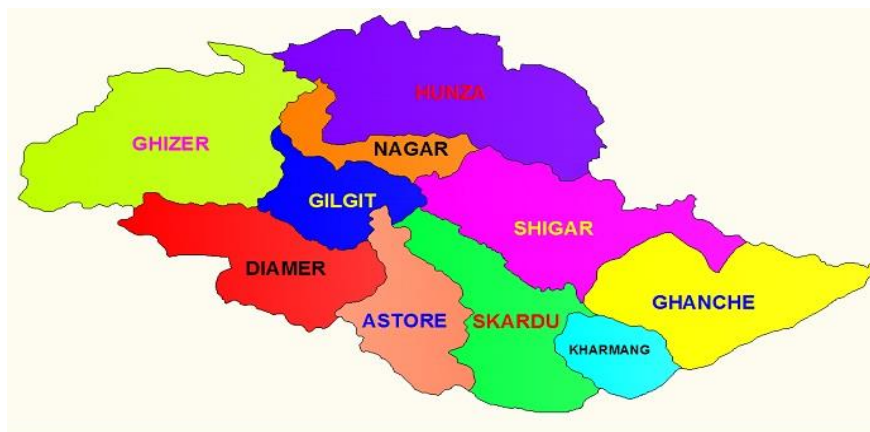 HUNZA
GHIZER
NAGAR
GILGIT
SHIGAR
DIAMER
GHANCHE
ASTORE
SKARDU
KHARMANG